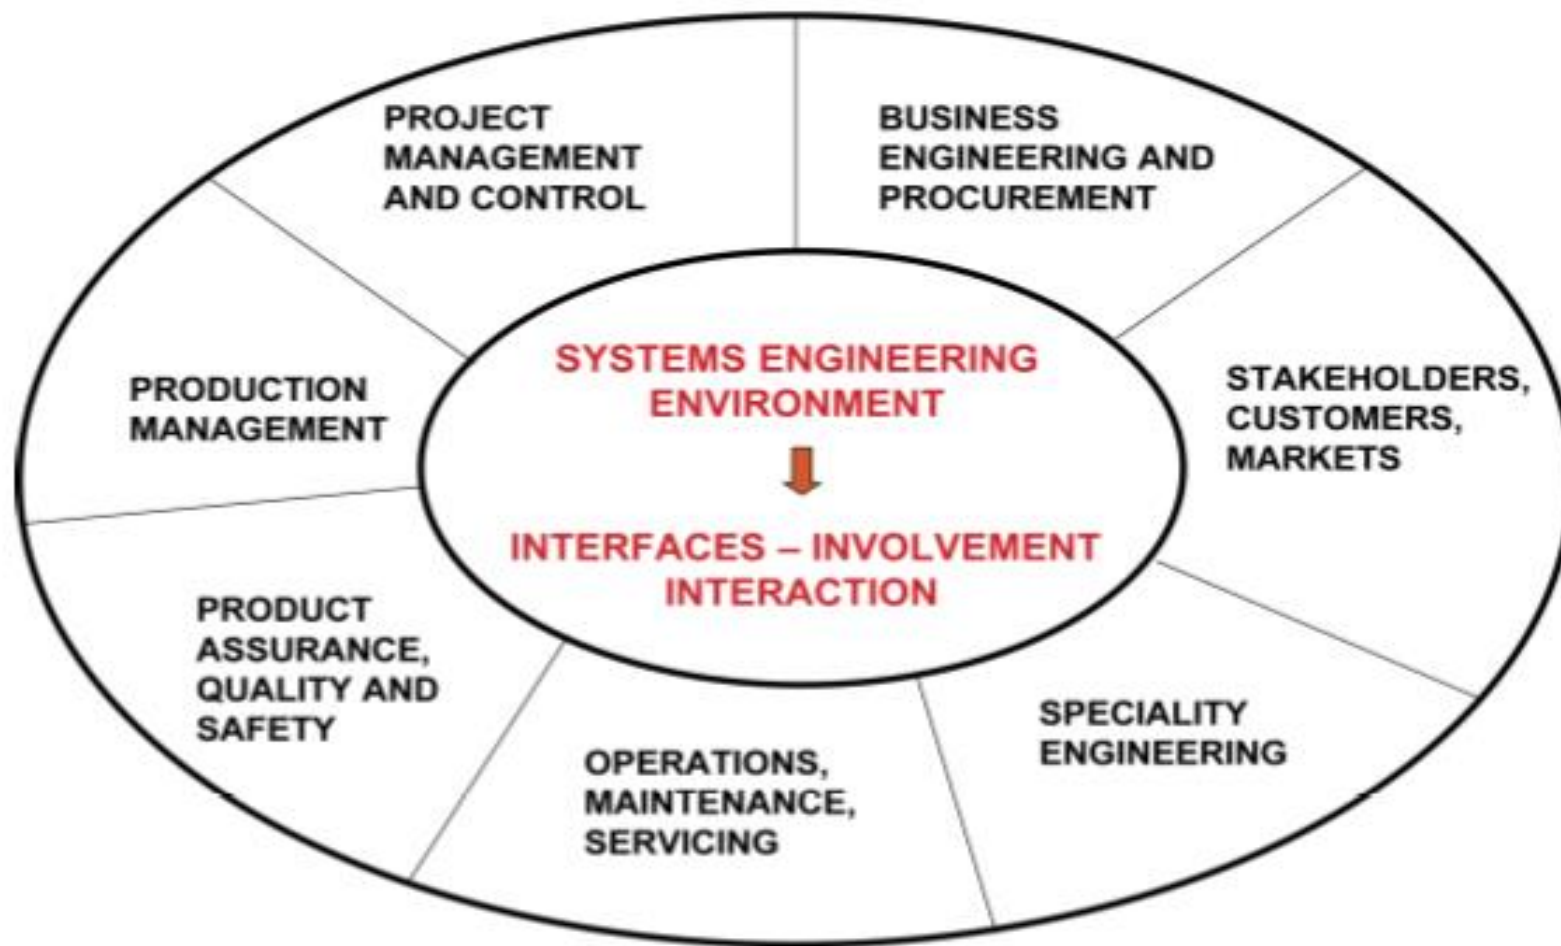 PROJECT
MANAGEMENT
AND CONTROL
BUSINESS
ENGINEERING AND
PROCUREMENT
SYSTEMS ENGINEERING
ENVIRONMENT
INTERFACES – INVOLVEMENT
INTERACTION
STAKEHOLDERS,
CUSTOMERS,
MARKETS
PRODUCTION
MANAGEMENT
PRODUCT
ASSURANCE,
QUALITY AND
SAFETY
OPERATIONS,
MAINTENANCE,
SERVICING
SPECIALITY
ENGINEERING